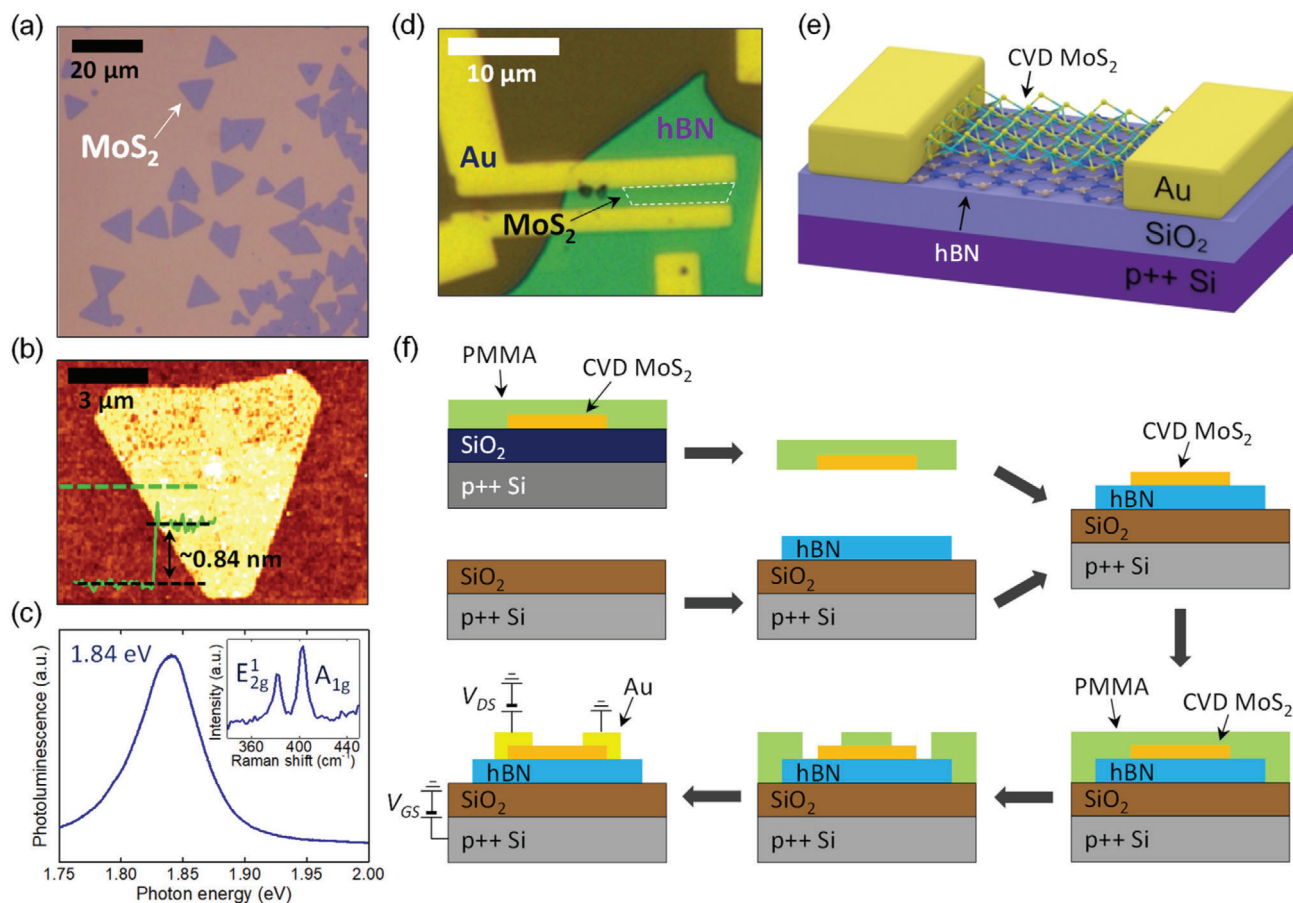 (a)
20 μm
MoS₂
(b)
3 μm
~0.84 nm
(c)
1.84 eV
E¹₂g
A₁g
Intensity (a.u.)
360 400 440
Raman shift (cm⁻¹)
Photoluminescence (a.u.)
1.75 1.80 1.85 1.90 1.95 2.00
Photon energy (eV)
(d)
10 μm
hBN
Au
MoS₂
(e)
CVD MoS₂
Au
SiO₂
hBN
p++ Si
(f)
PMMA
CVD MoS₂
SiO₂
p++ Si
SiO₂
p++ Si
hBN
SiO₂
p++ Si
CVD MoS₂
hBN
SiO₂
p++ Si
PMMA
CVD MoS₂
hBN
SiO₂
p++ Si
hBN
SiO₂
p++ Si
V_DS
Au
hBN
V_GS
SiO₂
p++ Si